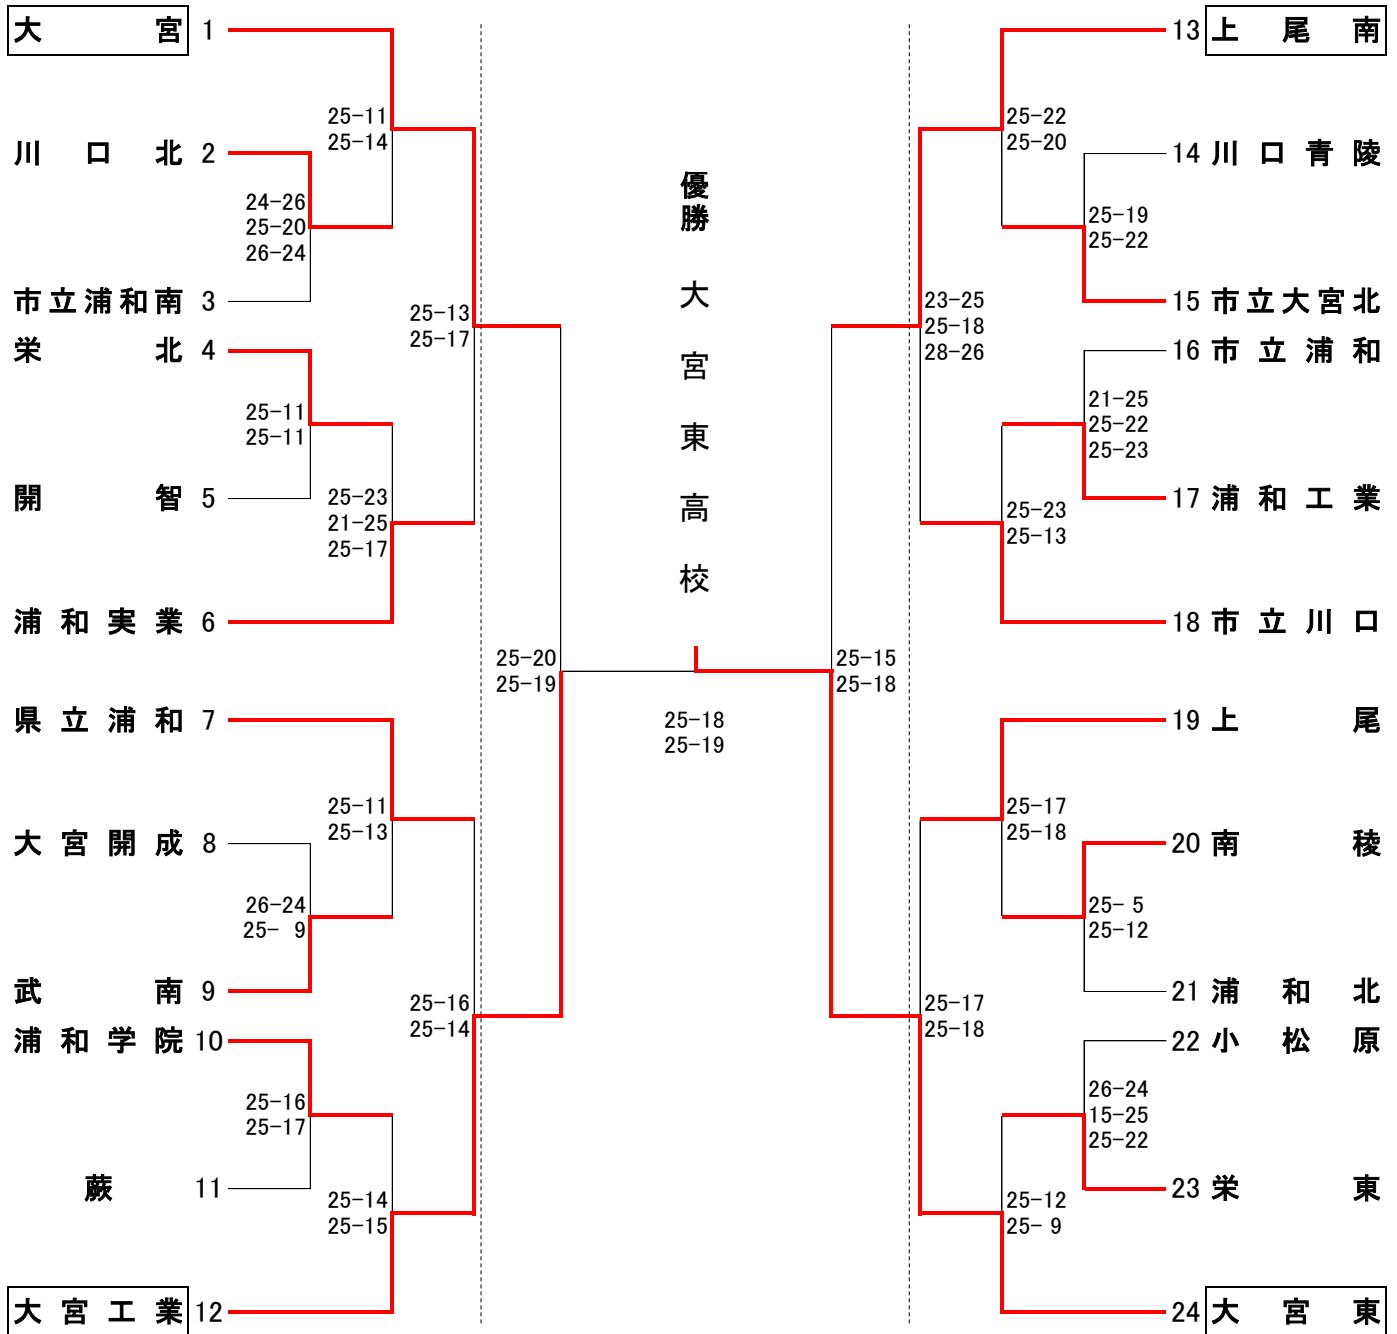 大宮 1
25-11
25-14
川口北 2
24-26
25-20
26-24
市立浦和南 3
25-13
25-17
栄北 4
25-11
25-11
開智 5
25-23
21-25
25-17
浦和実業 6
25-20
25-19
県立浦和 7
25-11
25-13
大宮開成 8
26-24
25- 9
武南 9
25-16
25-14
浦和学院 10
25-16
25-17
蕨 11
25-14
25-15
大宮工業 12
優勝 大宮東高校
25-18
25-19
13 上尾南
25-22
25-20
14 川口青陵
25-19
25-22
15 市立大宮北
23-25
25-18
28-26
16 市立浦和
21-25
25-22
25-23
17 浦和工業
25-23
25-13
18 市立川口
25-15
25-18
19 上尾
25-17
25-18
20 南稜
25- 5
25-12
21 浦和北
25-17
25-18
22 小松原
26-24
15-25
25-22
23 栄東
25-12
25- 9
24 大宮東